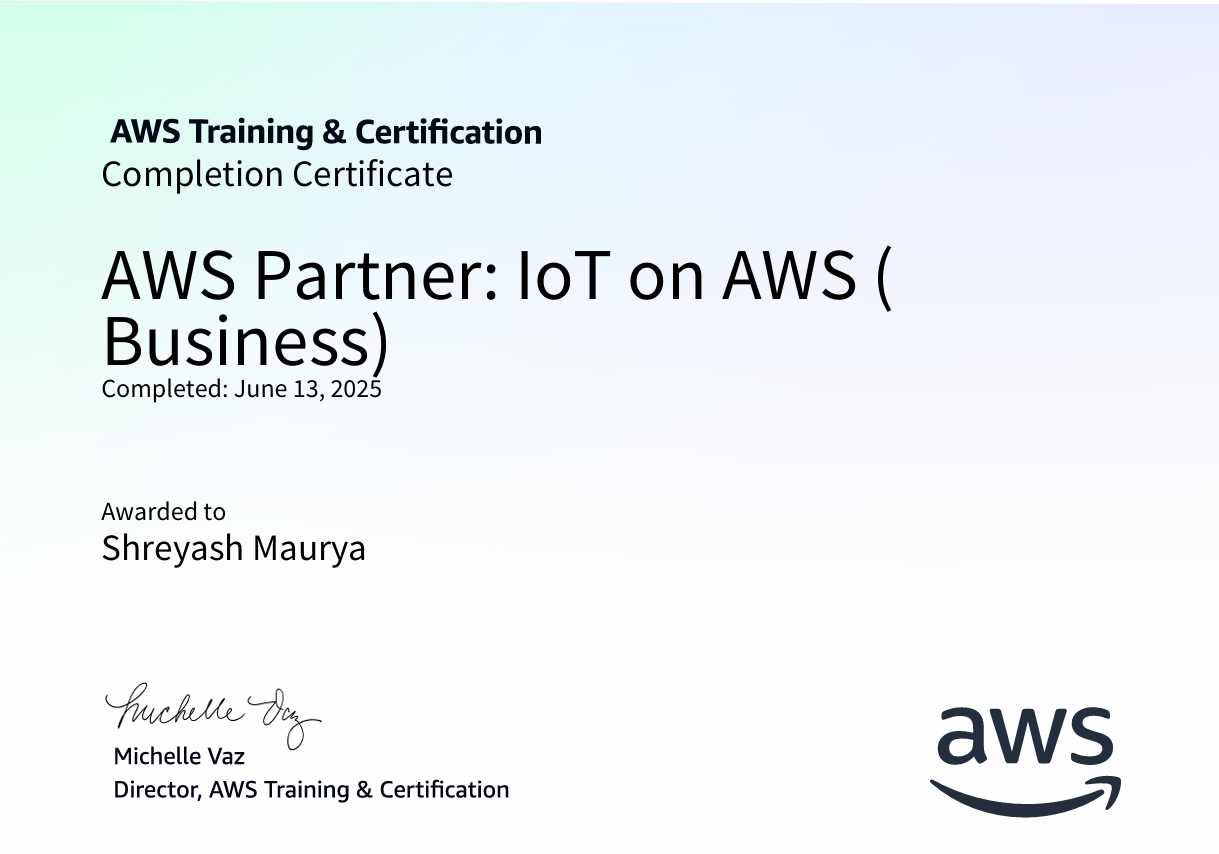 AWS Training & Certification
Completion Certificate
AWS Partner: IoT on AWS (
Business)
Completed: June 13, 2025
Awarded to
Shreyash Maurya
Michelle Vaz
Michelle Vaz
Director, AWS Training & Certification
aws